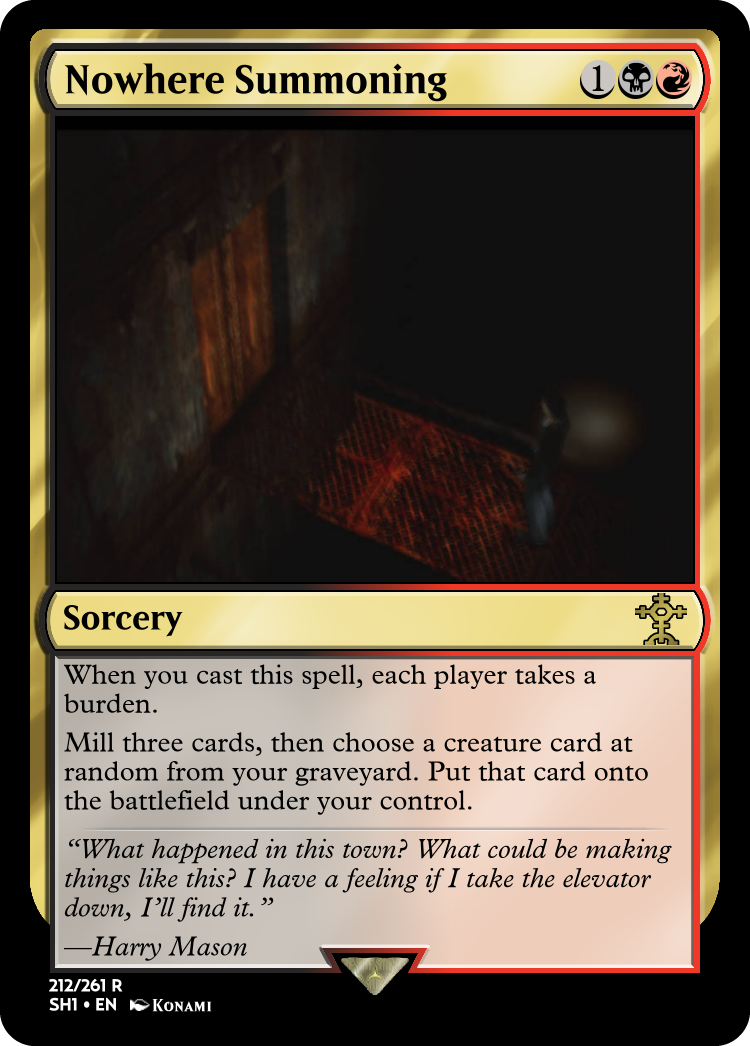 Nowhere Summoning
1
Sorcery
When you cast this spell, each player takes a
burden.
Mill three cards, then choose a creature card at
random from your graveyard. Put that card onto
the battlefield under your control.
“What happened in this town? What could be making
things like this? I have a feeling if I take the elevator
down, I’ll find it.”
—Harry Mason
212/261 R
SH1 • EN KONAMI